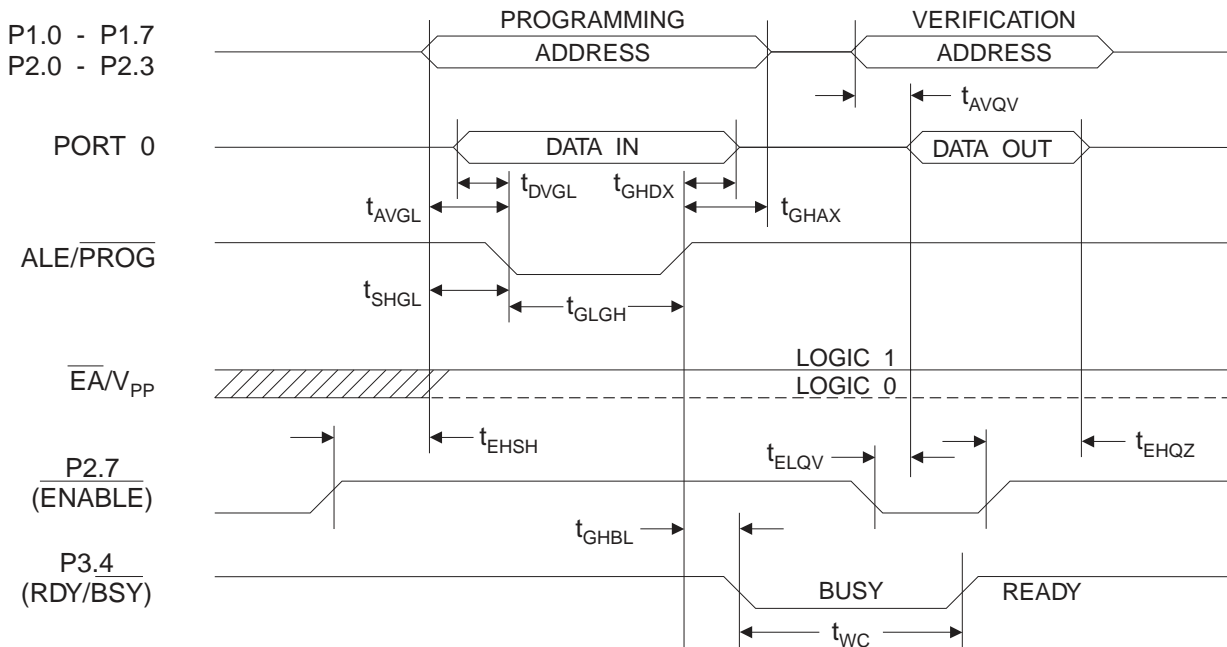 PROGRAMMING
VERIFICATION
P1.0 - P1.7
P2.0 - P2.3
ADDRESS
ADDRESS
tAVQV
PORT 0
DATA IN
DATA OUT
tDVGL
tGHDX
tAVGL
tGHAX
ALE/PROG
tSHGL
tGLGH
LOGIC 1
EA/VPP
LOGIC 0
tEHSH
tELQV
tEHQZ
P2.7
(ENABLE)
tGHBL
P3.4
(RDY/BSY)
BUSY
READY
tWC